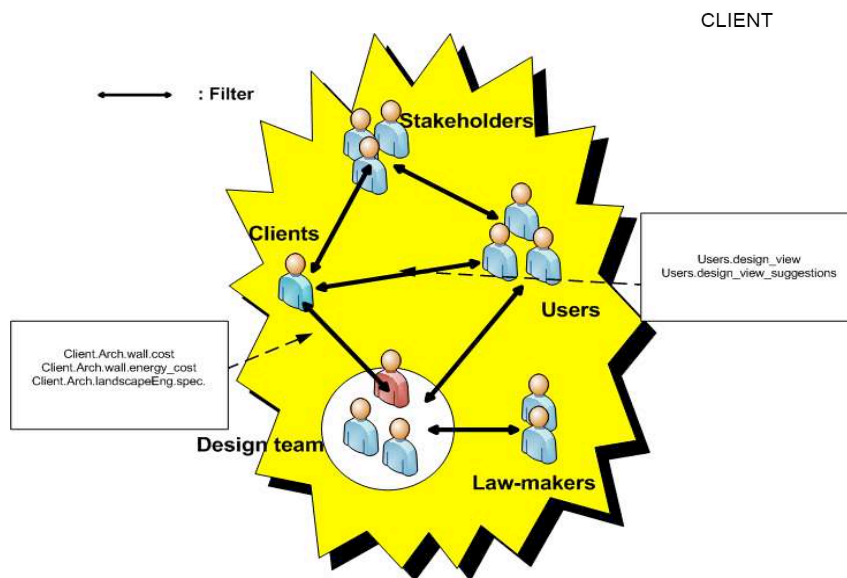 CLIENT
: Filter
Stakeholders
Clients
Users.design_view
Users.design_view_suggestions
Users
Client.Arch.wall.cost
Client.Arch.wall.energy_cost
Client.Arch.landscapeEng.spec.
Design team
Law-makers